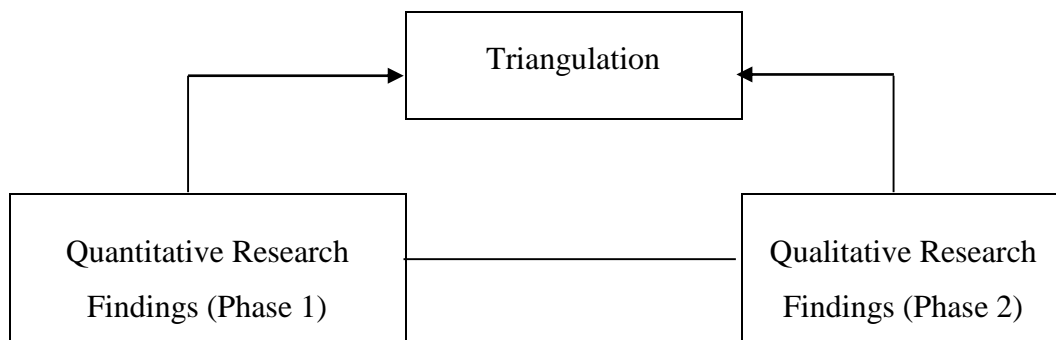 Triangulation
Quantitative Research
Findings (Phase 1)
Qualitative Research
Findings (Phase 2)